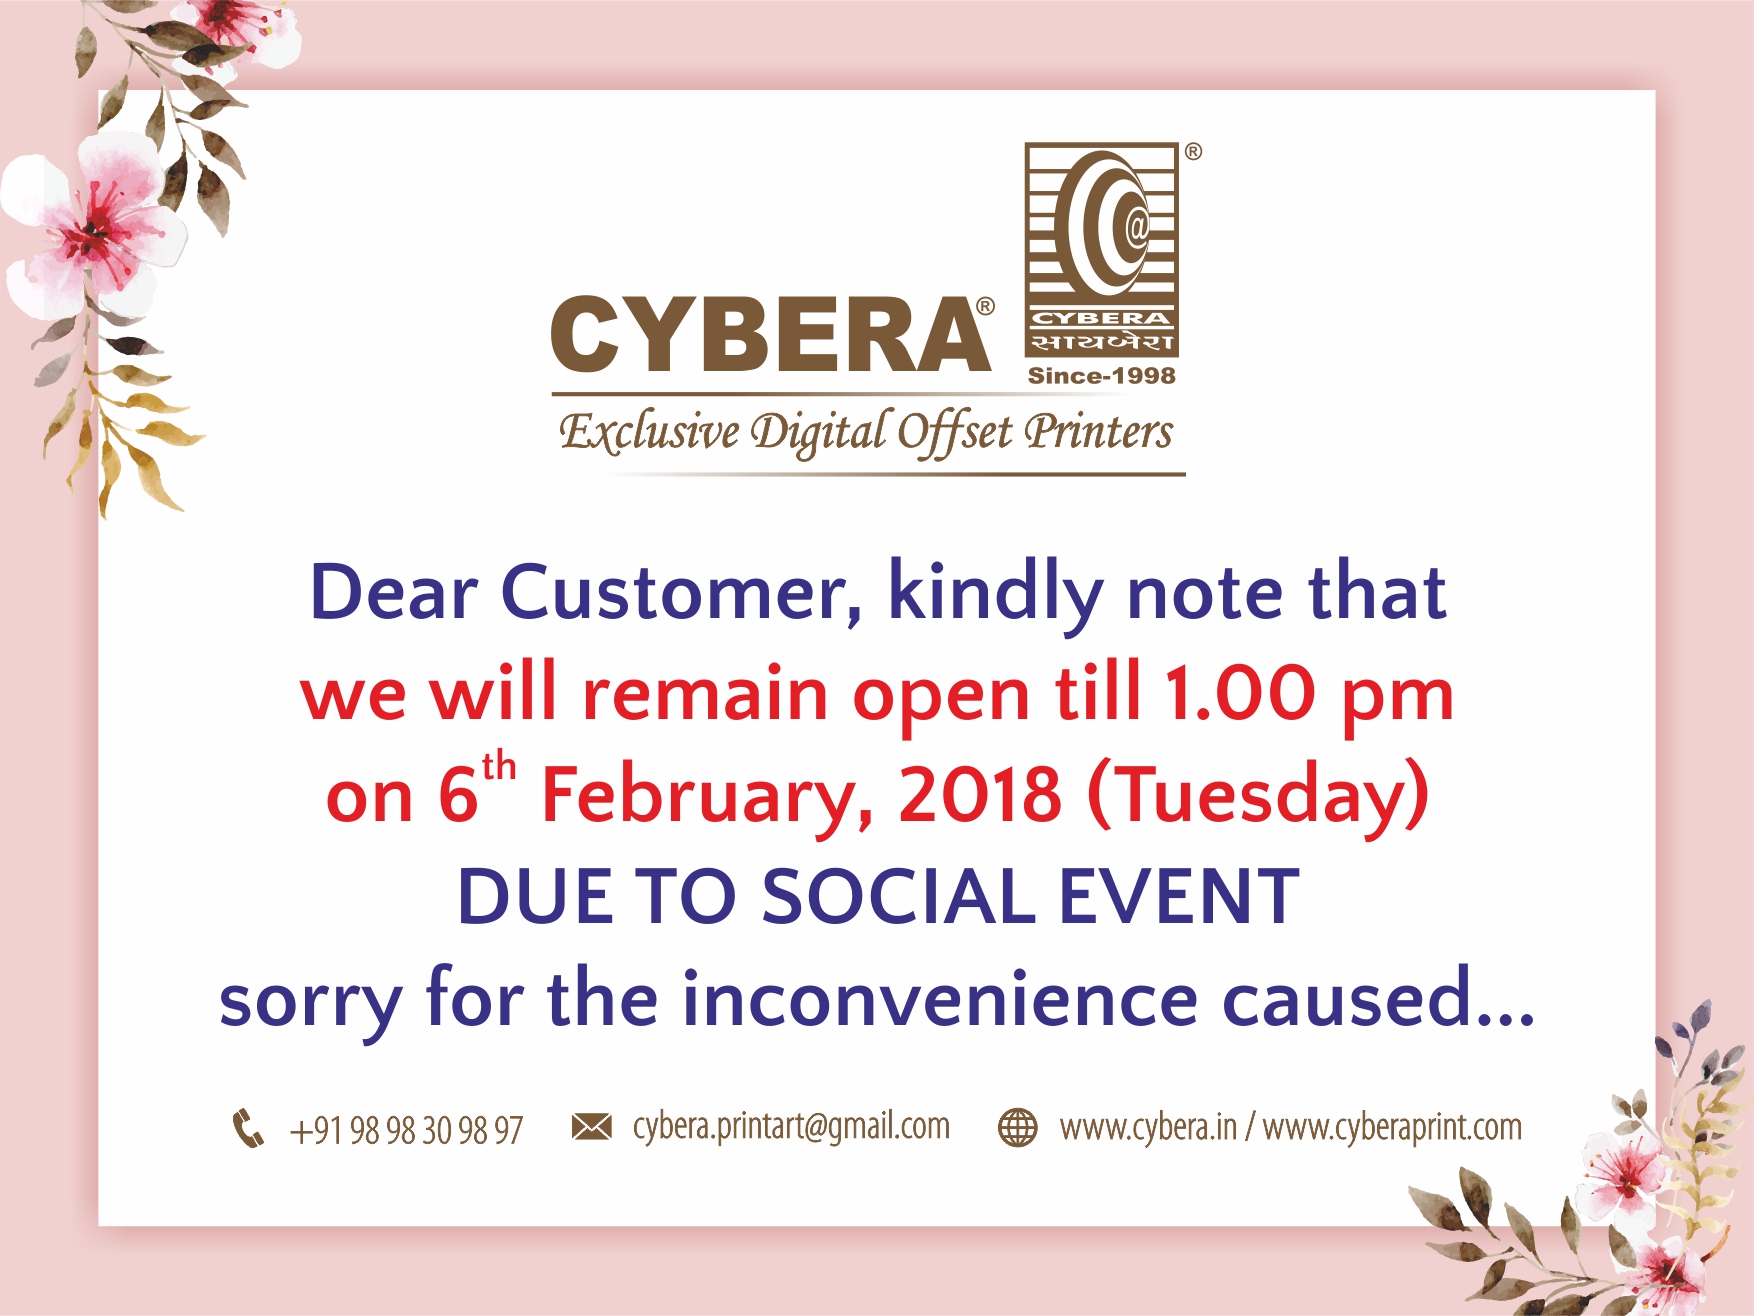 CYBERA®
@
®
CYBERA
સાયબેરા
Since-1998
Exclusive Digital Offset Printers
Dear Customer, kindly note that
we will remain open till 1.00 pm
on 6th February, 2018 (Tuesday)
DUE TO SOCIAL EVENT
sorry for the inconvenience caused...
+91 98 98 30 98 97 cybera.printart@gmail.com www.cybera.in / www.cyberaprint.com